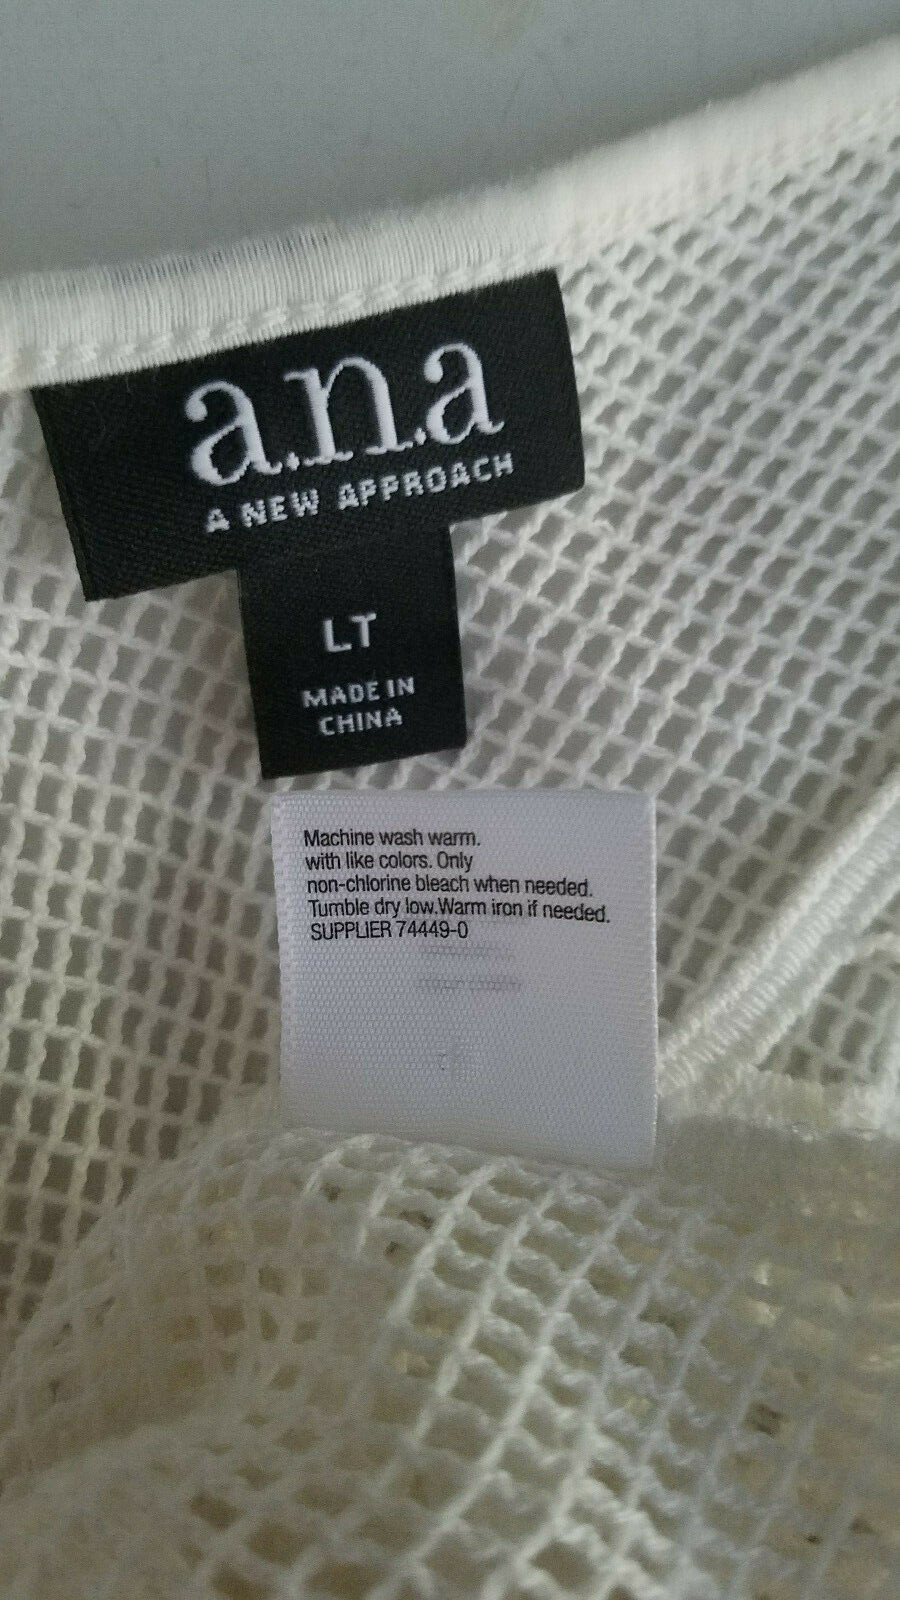 a.n.a
A NEW APPROACH
LT
MADE IN
CHINA
Machine wash warm.
with like colors. Only
non-chlorine bleach when needed.
Tumble dry low.Warm iron if needed.
SUPPLIER 74449-0